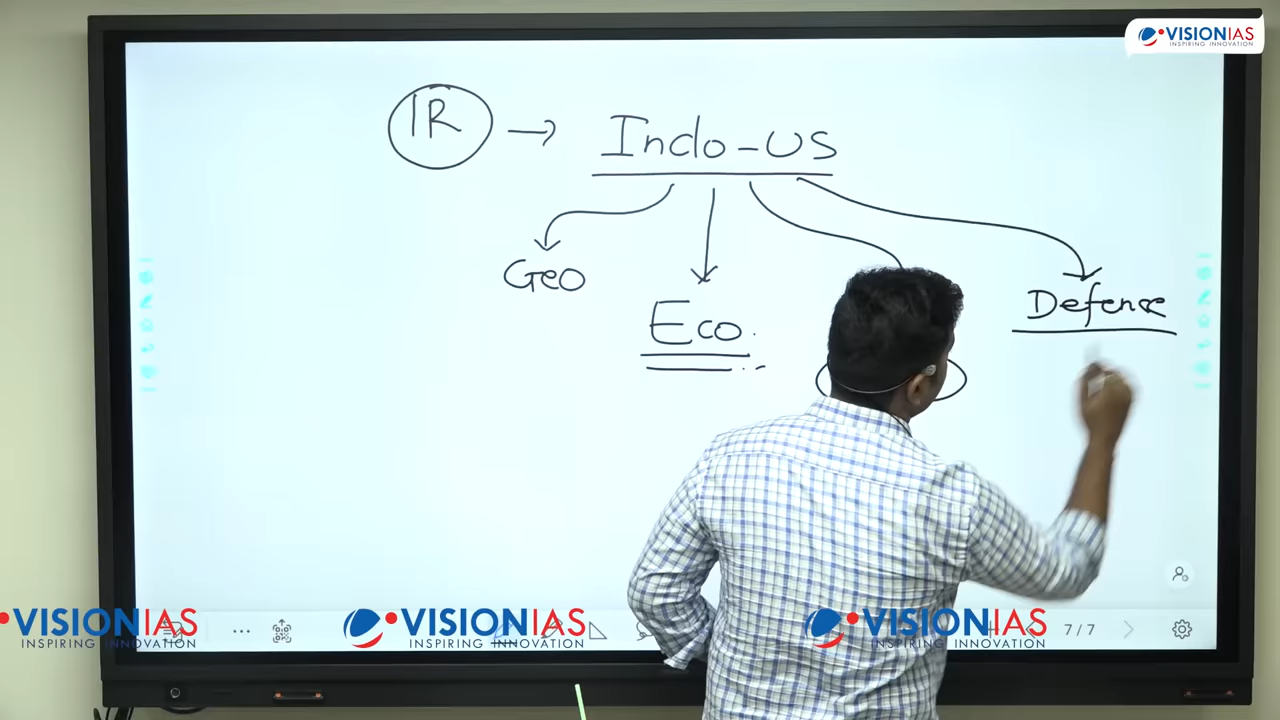 VISIONIAS
INSPIRING INNOVATION
IR → Indo-US
Geo
Eco.
Defense
VISIONIAS VISIONIAS VISIONIAS
INSPIRING INNOVATION INSPIRING INNOVATION INSPIRING INNOVATION
7/7